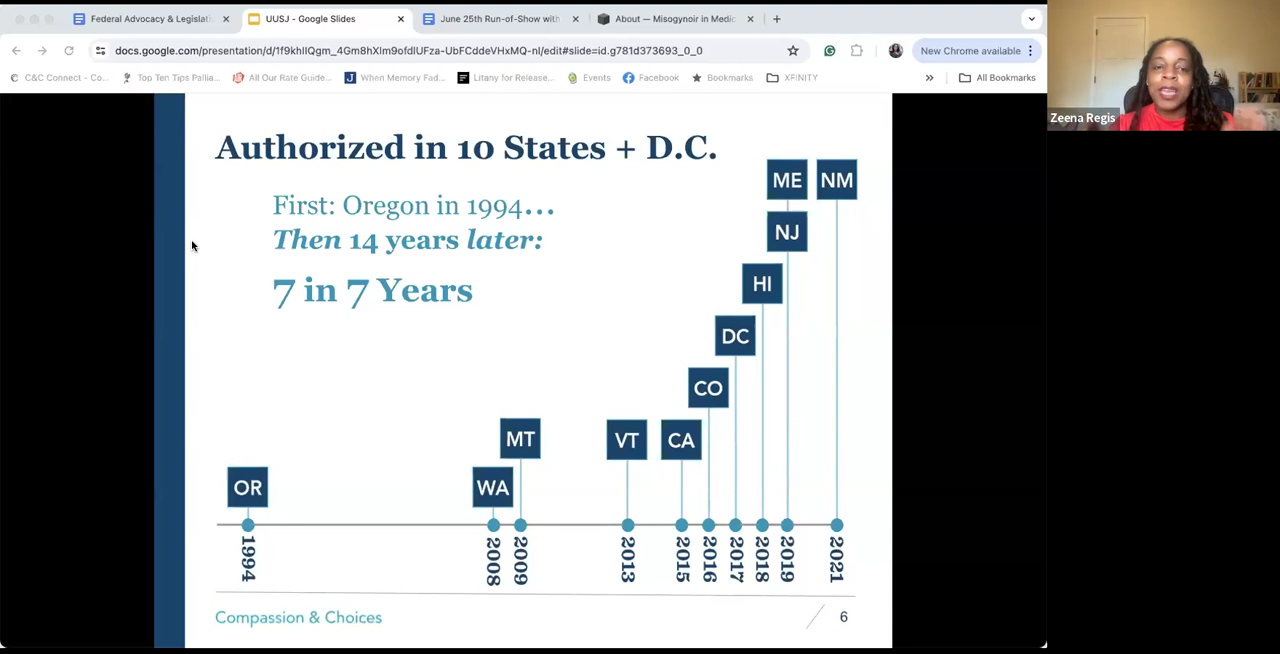 Federal Advocacy & Legislati
UUSJ - Google Slides
June 25th Run-of-Show with
About — Misogynoir in Medic
docs.google.com/presentation/d/1f9khIIQgm_4Gm8hXIm9ofdIUFza-UbFCddeVHxMQ-nI/edit#slide=id.g781d373693_0_0
New Chrome available
C&C Connect - Co...
Top Ten Tips Pallia...
All Our Rate Guide...
When Memory Fad...
Litany for Release...
Events
Facebook
Bookmarks
XFINITY
»
All Bookmarks
Zeena Regis
Authorized in 10 States + D.C.
First: Oregon in 1994...
Then 14 years later:
7 in 7 Years
ME
NM
NJ
HI
DC
CO
MT
VT
CA
OR
WA
1994
2008
2009
2013
2015
2016
2017
2018
2019
2021
Compassion & Choices
6